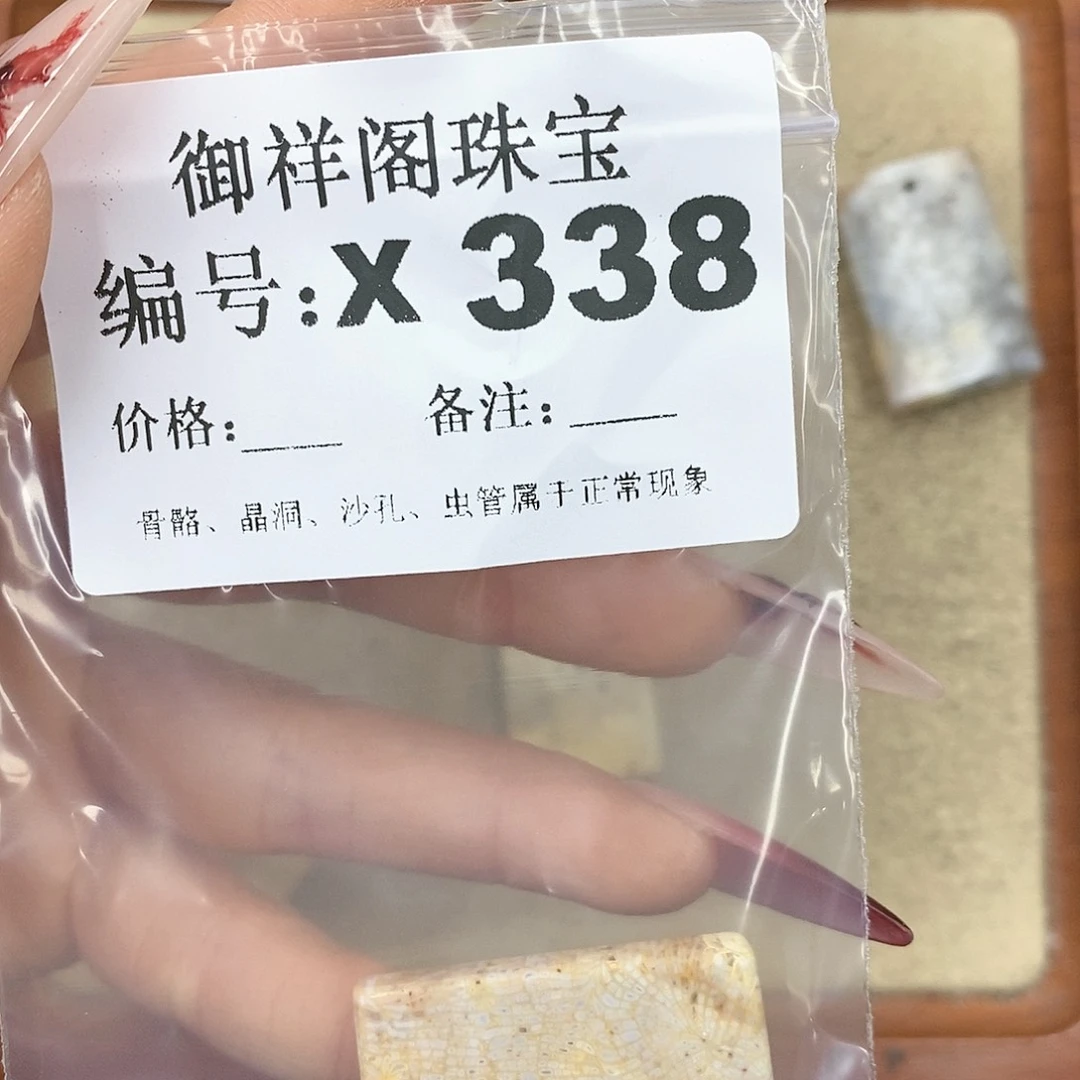 御祥阁珠宝
编号:X 338
价格:____ 备注:____
骨骼、晶洞、沙孔、虫管属于正常现象